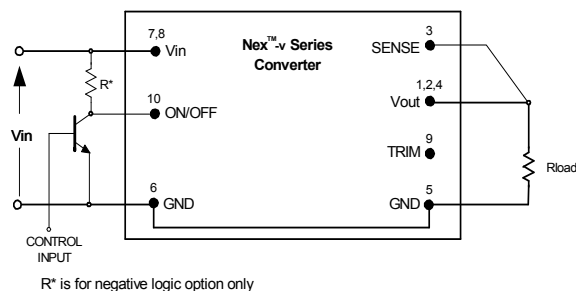 7,8
Vin
Nex™-v Series
Converter
3
SENSE
R*
1,2,4
Vout
10
ON/OFF
Vin
9
TRIM
Rload
6
GND
5
GND
CONTROL
INPUT
R* is for negative logic option only